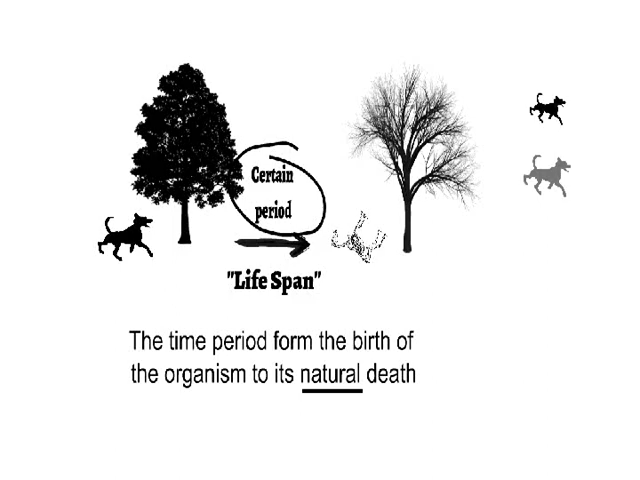 Certain
period
"Life Span"
The time period form the birth of
the organism to its natural death